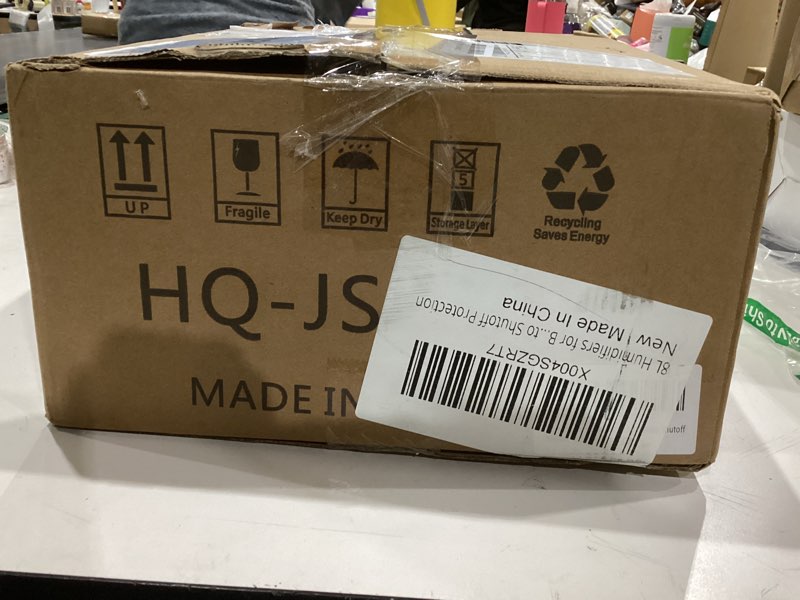 UP
Fragile
Keep Dry
5
Storage Layer
Recycling
Saves Energy
HQ-JS
MADE IN
X004SGZRT7
8L Humidifiers for B...to Shutoff Protection
New | Made In China
utoff